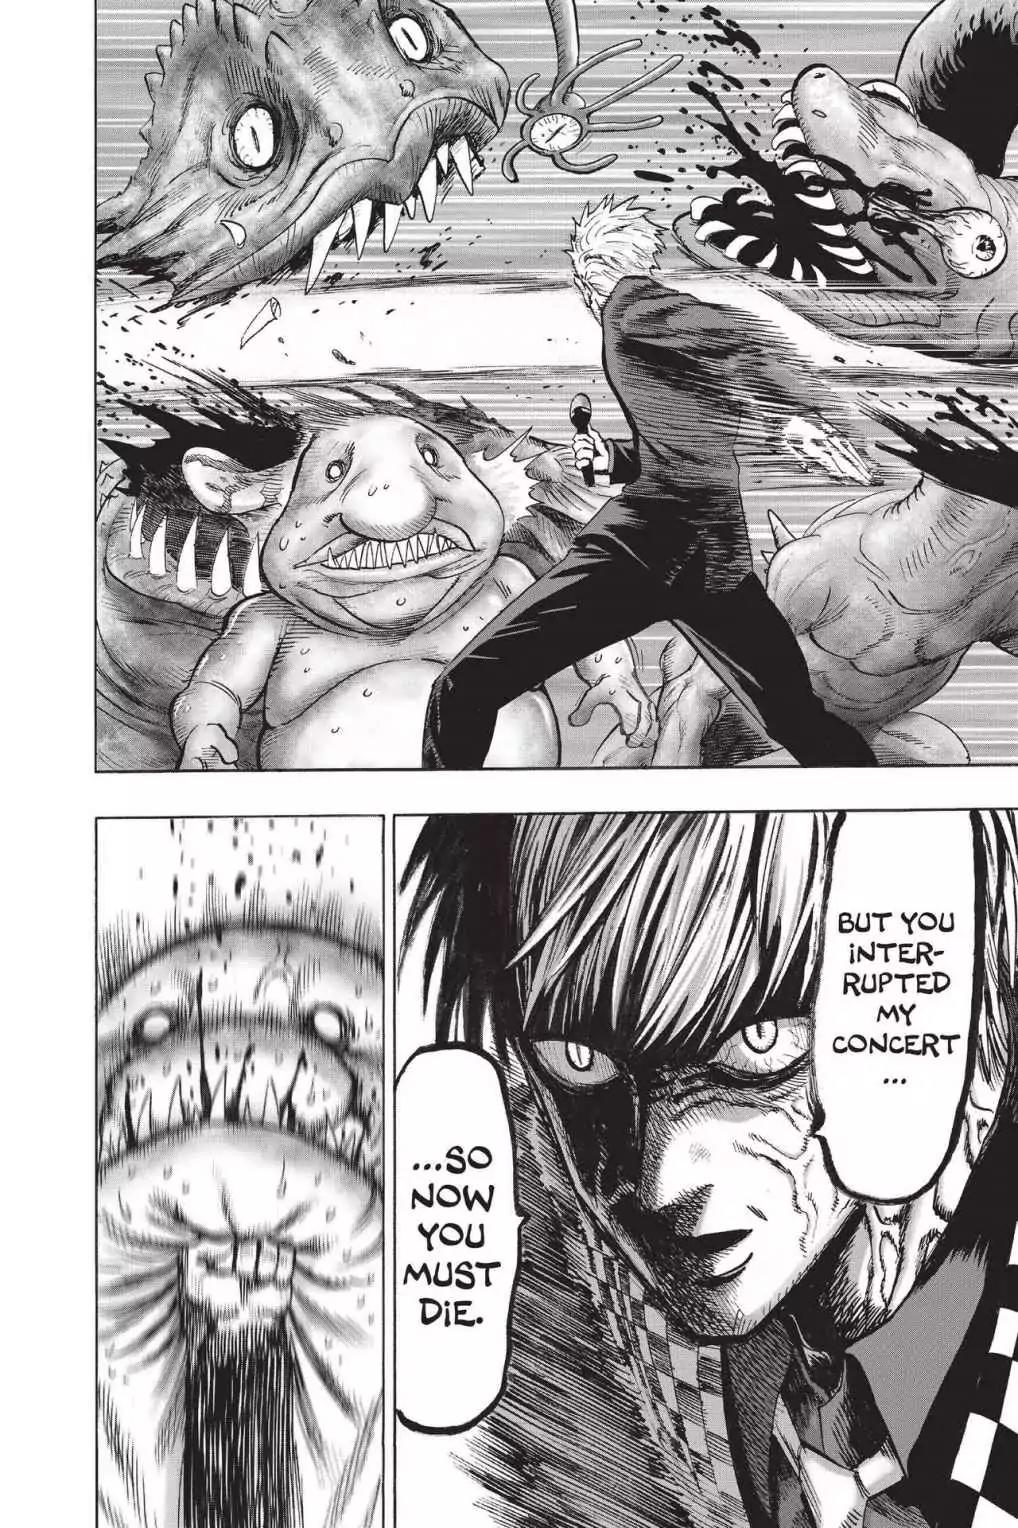 BUT YOU
INTER-
RUPTED
MY
CONCERT
...
...SO
NOW
YOU
MUST
DIE.